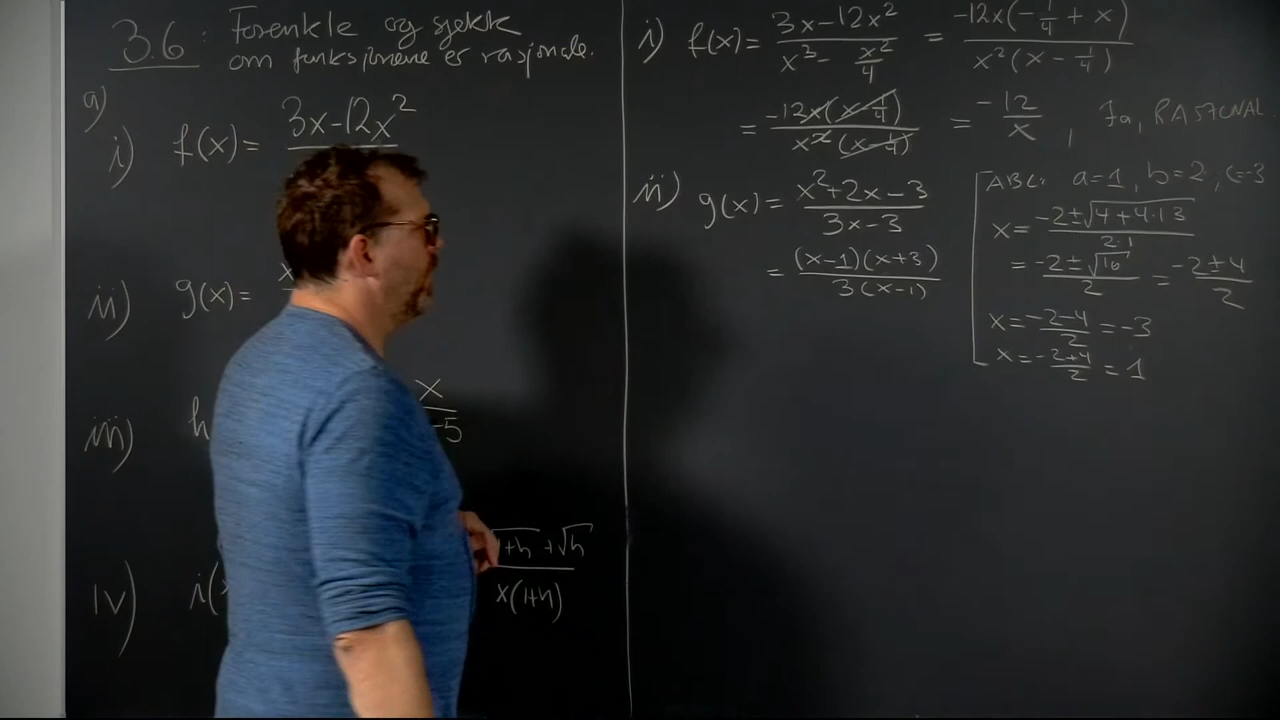 3.6: Forenkle og sjekk
om funksjonene er rasjonale.
a)
i) f(x) = 3x-12x²
ii) g(x) = x
iii) h x / -5
iv) i(x √1+h + √h / x(1+h)
i) f(x) = (3x-12x²) / (x³ - x²/4) = -12x(-1/4 + x) / x²(x - 1/4)
= -12x(x-1/4) / x²(x-1/4) = -12/x , Ja, RASJONAL
ii) g(x) = (x²+2x-3) / (3x-3)
= (x-1)(x+3) / 3(x-1)
ABC: a=1, b=2, c=-3
x = (-2±√4+4·1·3) / 2·1
= (-2±√16) / 2 = (-2±4) / 2
x = (-2-4) / 2 = -3
x = (-2+4) / 2 = 1